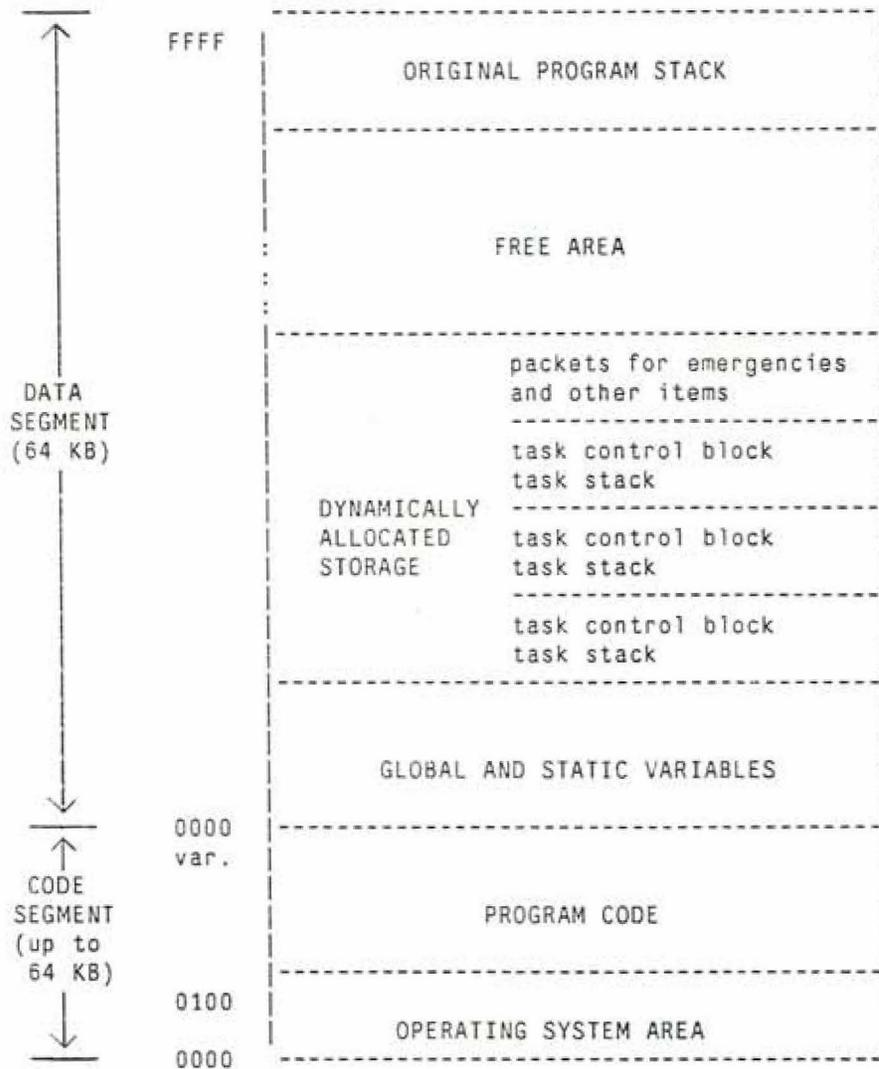 FFFF
ORIGINAL PROGRAM STACK
FREE AREA
DATA
SEGMENT
(64 KB)
DYNAMICALLY
ALLOCATED
STORAGE
packets for emergencies
and other items
task control block
task stack
task control block
task stack
task control block
task stack
GLOBAL AND STATIC VARIABLES
0000
var.
CODE
SEGMENT
(up to
64 KB)
PROGRAM CODE
0100
OPERATING SYSTEM AREA
0000